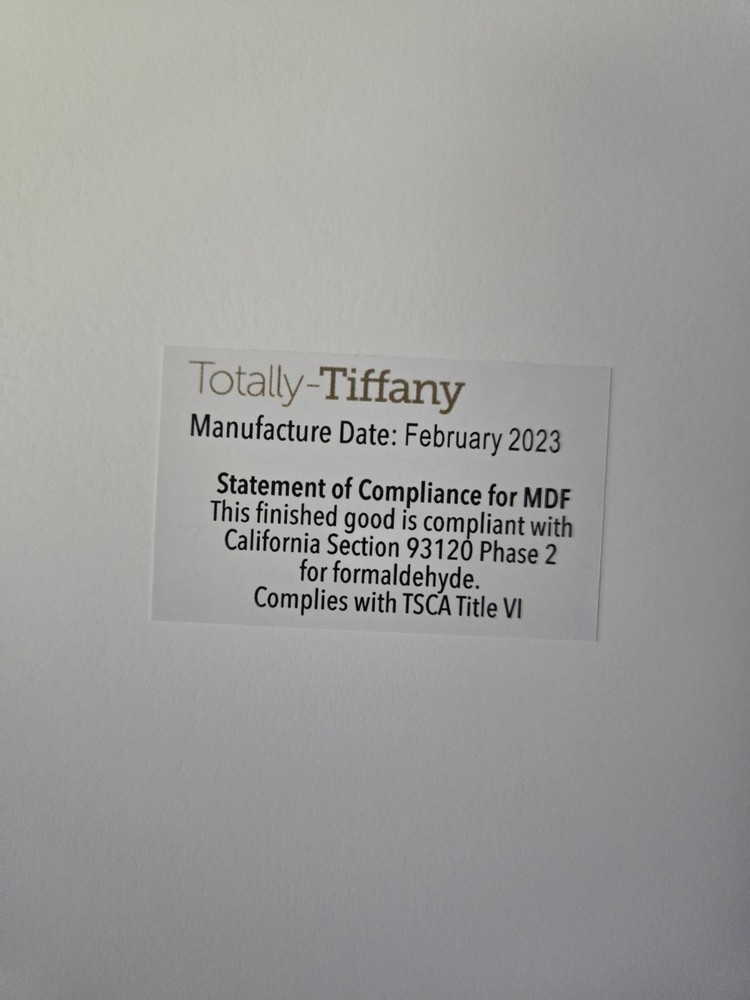 Totally-Tiffany
Manufacture Date: February 2023
Statement of Compliance for MDF
This finished good is compliant with
California Section 93120 Phase 2
for formaldehyde.
Complies with TSCA Title VI